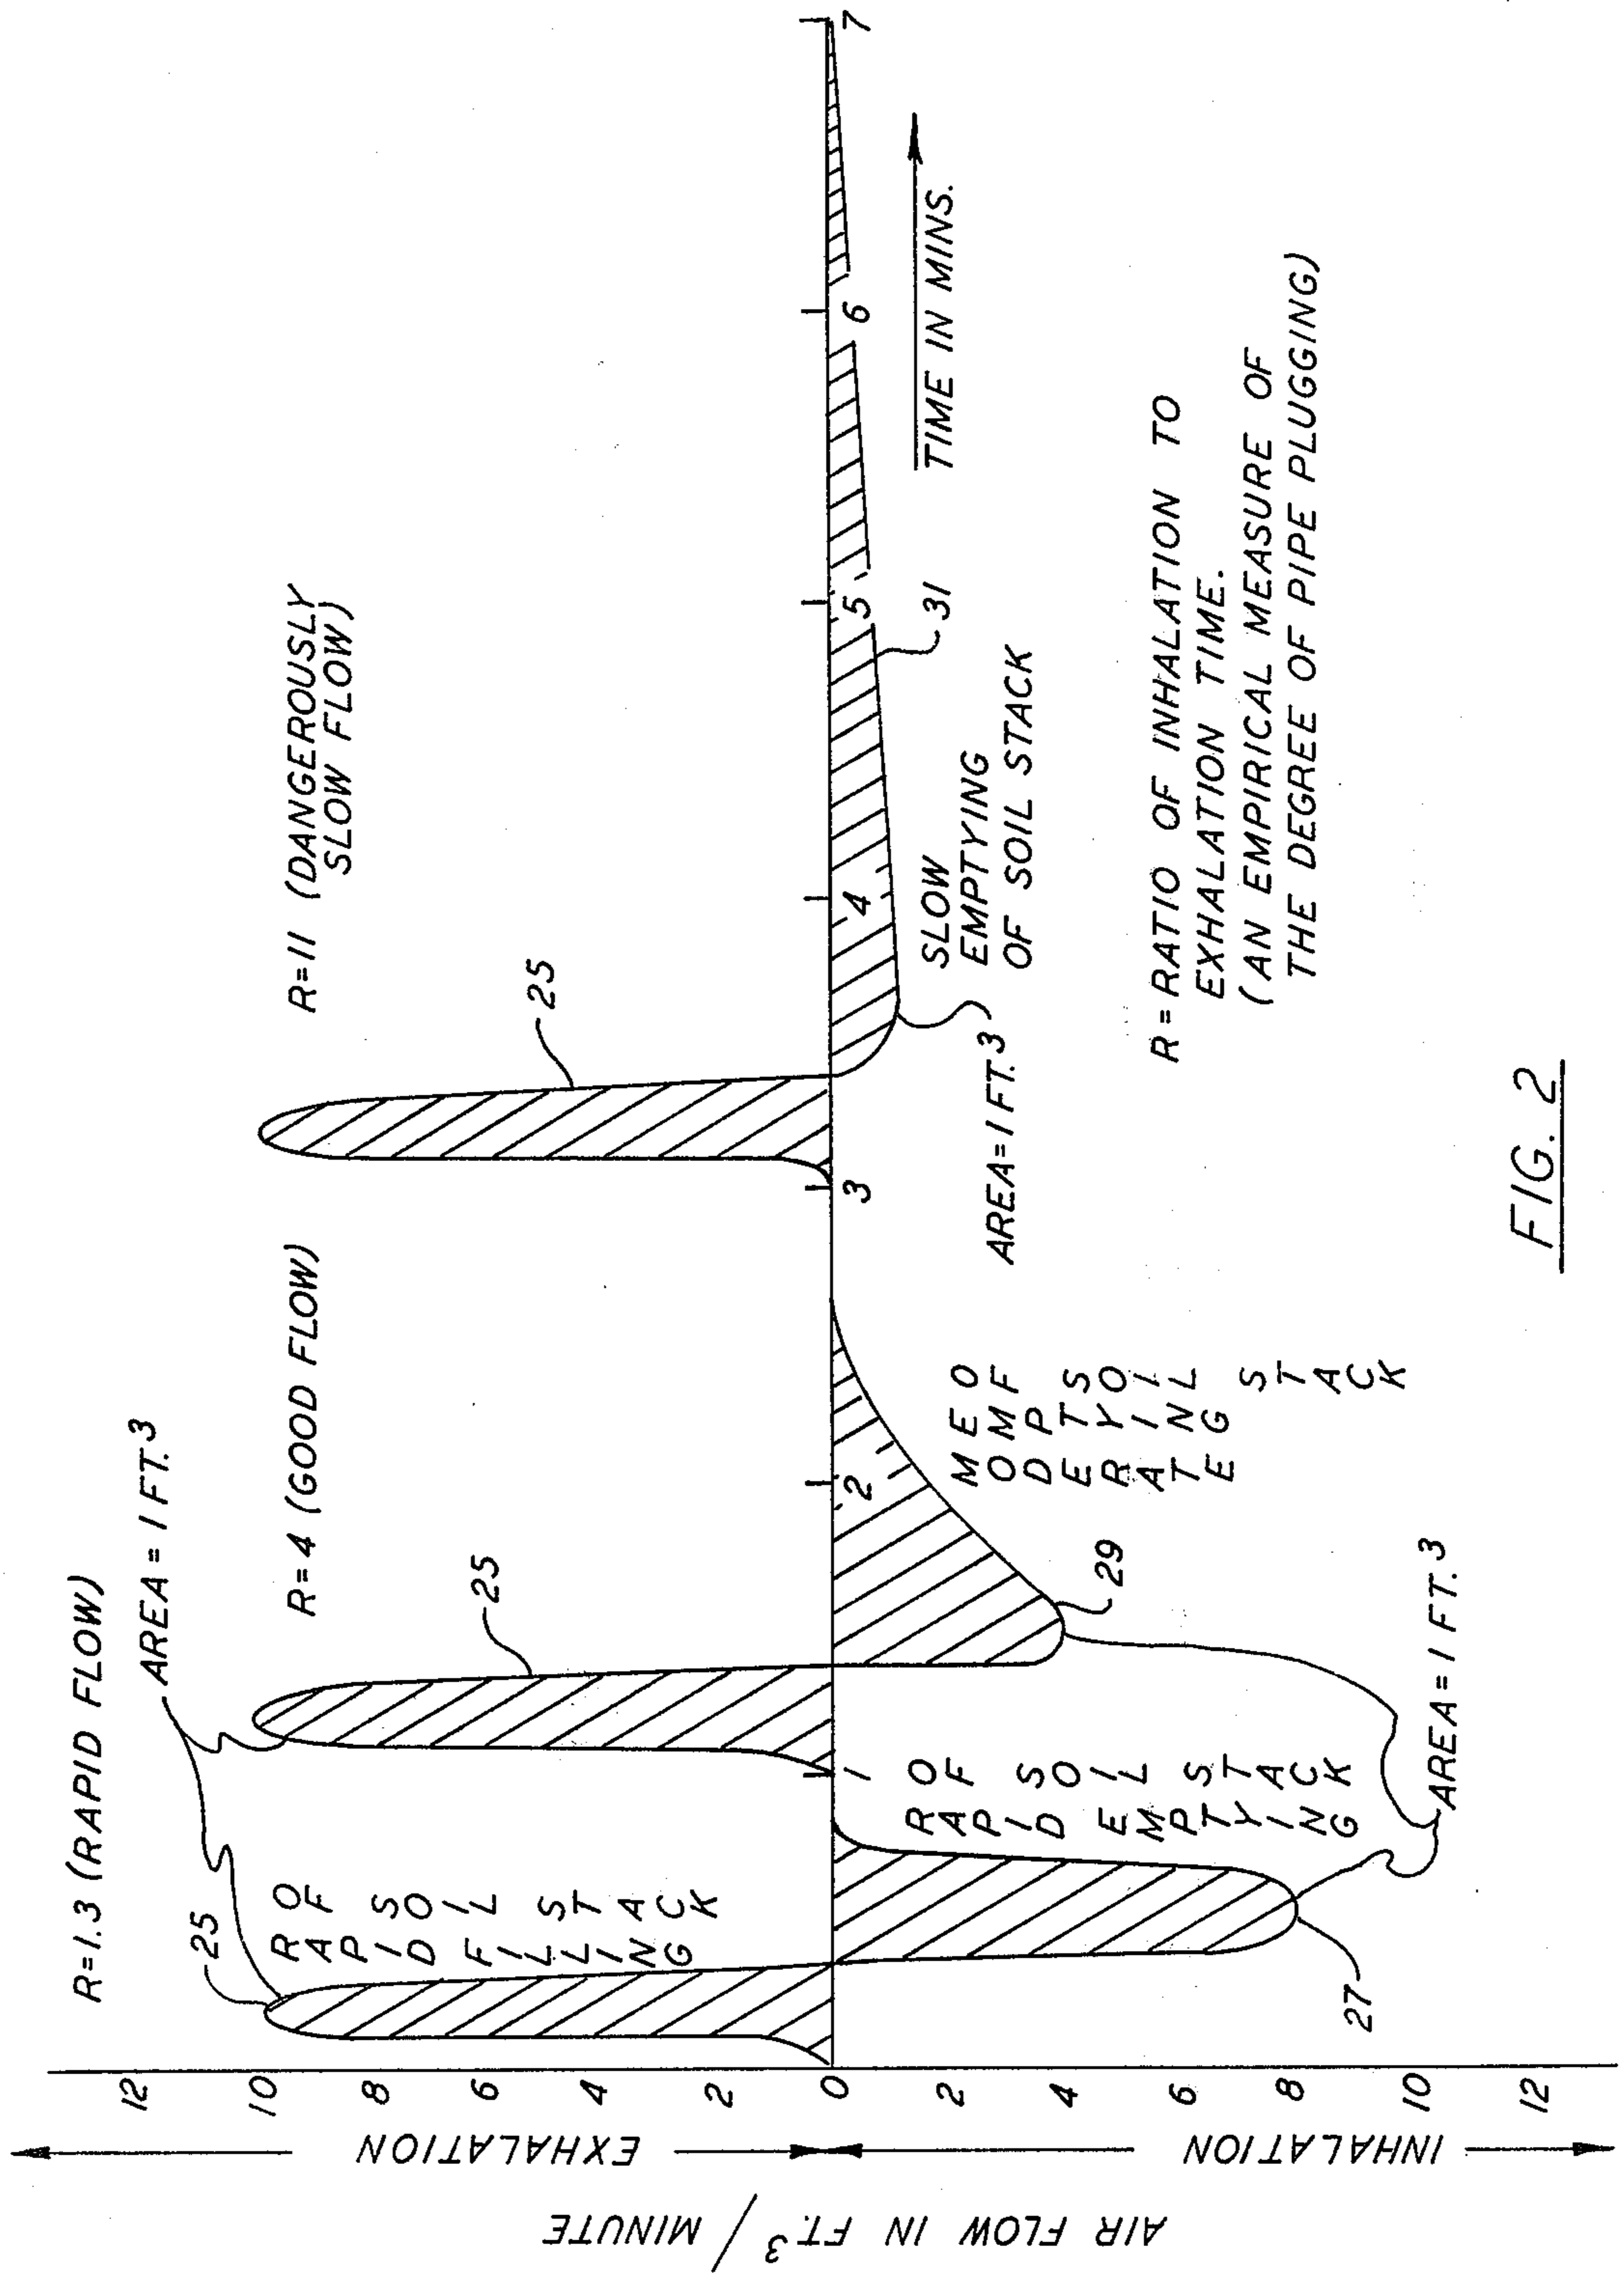 R=1.3 (RAPID FLOW)
AREA = 1 FT.3
25
R=4 (GOOD FLOW)
25
R=11 (DANGEROUSLY
SLOW FLOW)
25
RAPID FILLING
OF SOIL STACK
AIR FLOW IN FT.3/MINUTE
EXHALATION
INHALATION
12
10
8
6
4
2
0
2
4
6
8
10
12
1
2
3
4
5
6
7
TIME IN MINS.
RAPID EMPTYING
OF SOIL STACK
27
MODERATE
EMPTYING
OF SOIL STACK
29
AREA = 1 FT.3
SLOW
EMPTYING
OF SOIL STACK
31
AREA = 1 FT.3
R = RATIO OF INHALATION TO
EXHALATION TIME.
(AN EMPIRICAL MEASURE OF
THE DEGREE OF PIPE PLUGGING)
FIG. 2